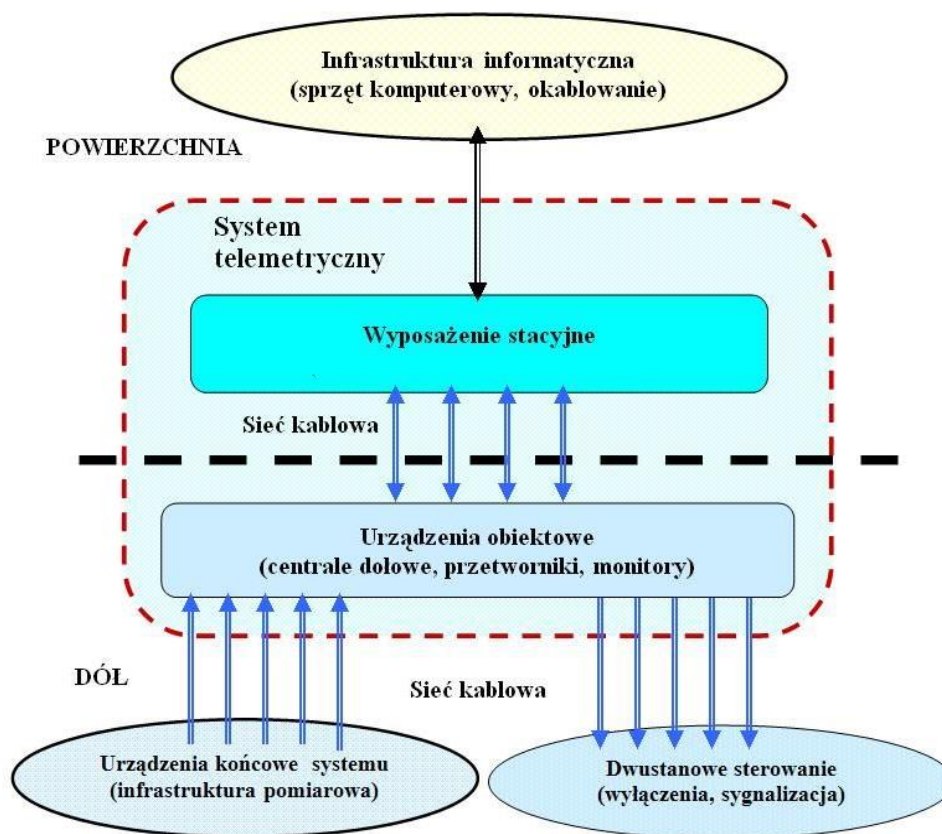 Infrastruktura informatyczna
(sprzęt komputerowy, okablowanie)
POWIERZCHNIA
System
telemetryczny
Wyposażenie stacyjne
Sieć kablowa
Urządzenia obiektowe
(centrale dołowe, przetworniki, monitory)
DÓŁ
Sieć kablowa
Urządzenia końcowe systemu
(infrastruktura pomiarowa)
Dwustanowe sterowanie
(wyłączenia, sygnalizacja)